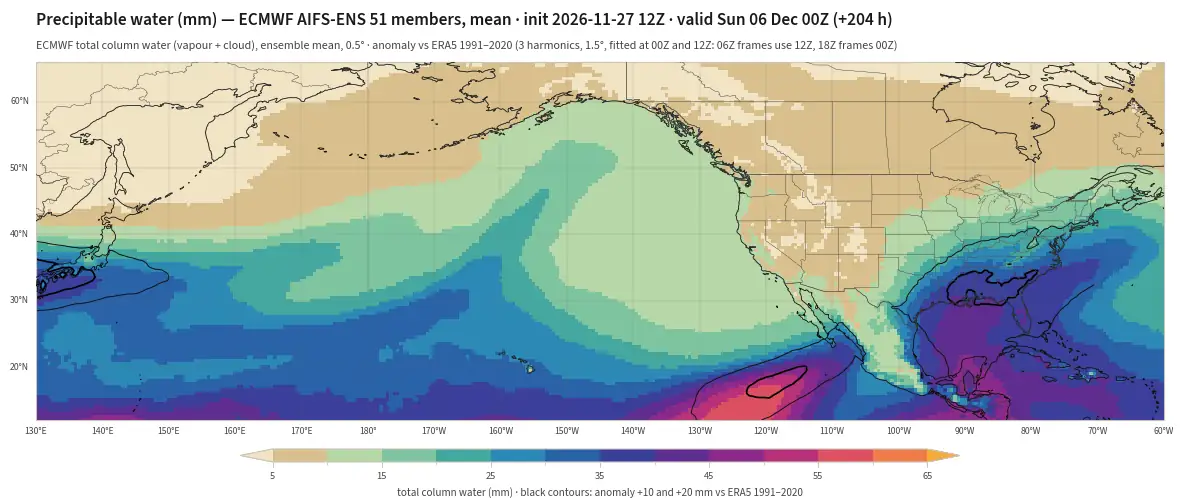 Precipitable water (mm) — ECMWF AIFS-ENS 51 members, mean · init 2026-11-27 12Z · valid Sun 06 Dec 00Z (+204 h)
ECMWF total column water (vapour + cloud), ensemble mean, 0.5° · anomaly vs ERA5 1991–2020 (3 harmonics, 1.5°, fitted at 00Z and 12Z: 06Z frames use 12Z, 18Z frames 00Z)
60°N
50°N
40°N
30°N
20°N
130°E 140°E 150°E 160°E 170°E 180° 170°W 160°W 150°W 140°W 130°W 120°W 110°W 100°W 90°W 80°W 70°W 60°W
5 15 25 35 45 55 65
total column water (mm) · black contours: anomaly +10 and +20 mm vs ERA5 1991–2020